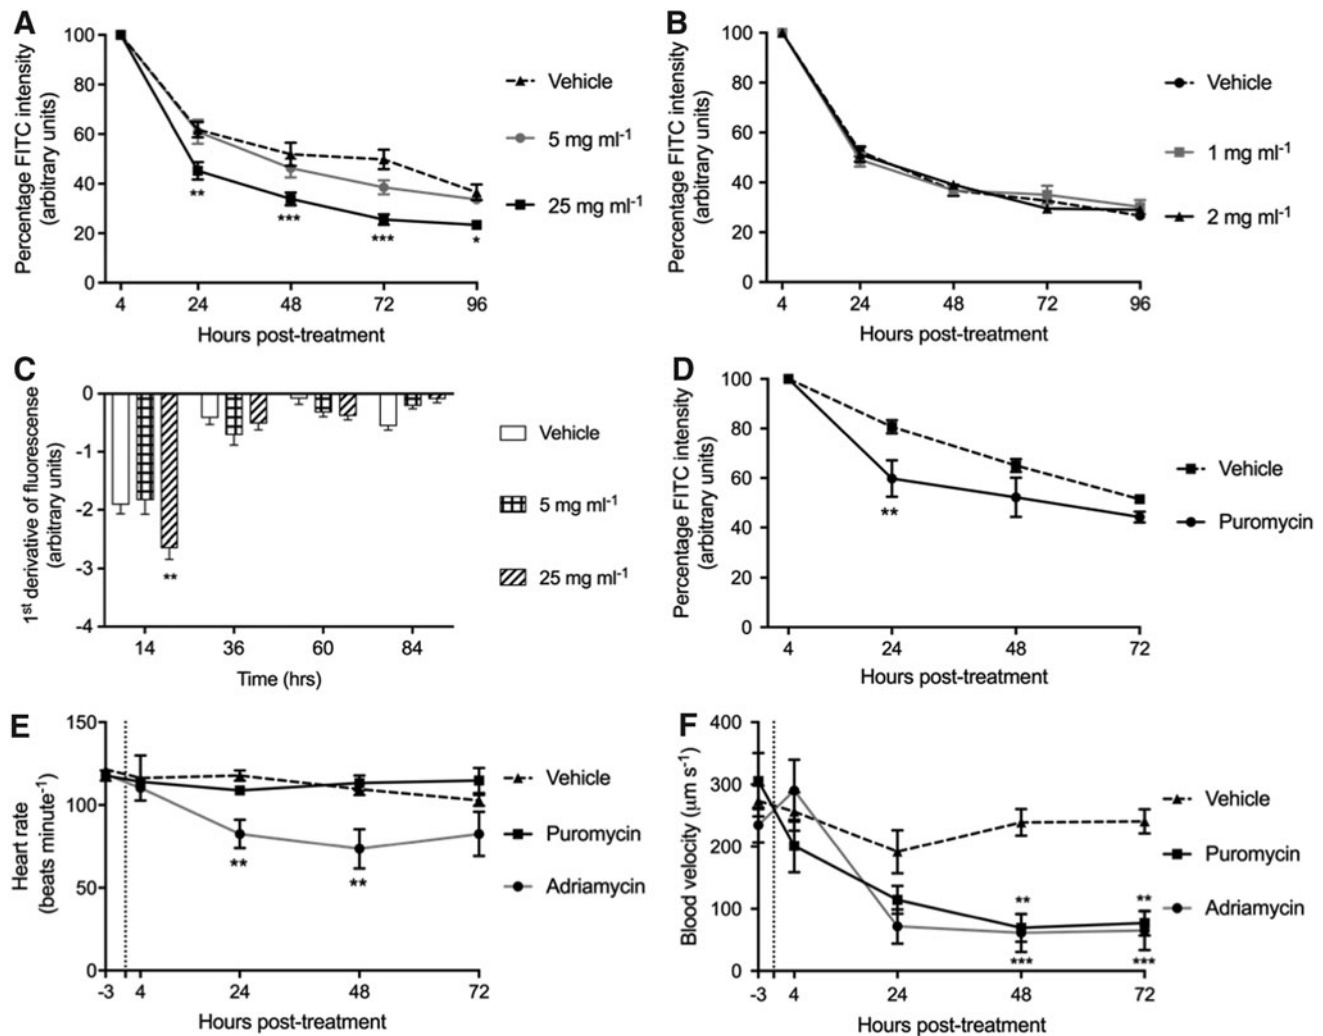 A
Percentage FITC intensity
(arbitrary units)
100
80
60
40
20
0
** *** *** *
4 24 48 72 96
Hours post-treatment
Vehicle
5 mg ml-1
25 mg ml-1
B
Percentage FITC intensity
(arbitrary units)
100
80
60
40
20
0
4 24 48 72 96
Hours post-treatment
Vehicle
1 mg ml-1
2 mg ml-1
C
1st derivative of fluorescense
(arbitrary units)
0
-1
-2
-3
-4
**
14 36 60 84
Time (hrs)
Vehicle
5 mg ml-1
25 mg ml-1
D
Percentage FITC intensity
(arbitrary units)
100
80
60
40
20
0
**
4 24 48 72
Hours post-treatment
Vehicle
Puromycin
E
Heart rate
(beats minute-1)
150
100
50
0
** **
-3 4 24 48 72
Hours post-treatment
Vehicle
Puromycin
Adriamycin
F
Blood velocity (µm s-1)
400
300
200
100
0
** **
*** ***
-3 4 24 48 72
Hours post-treatment
Vehicle
Puromycin
Adriamycin